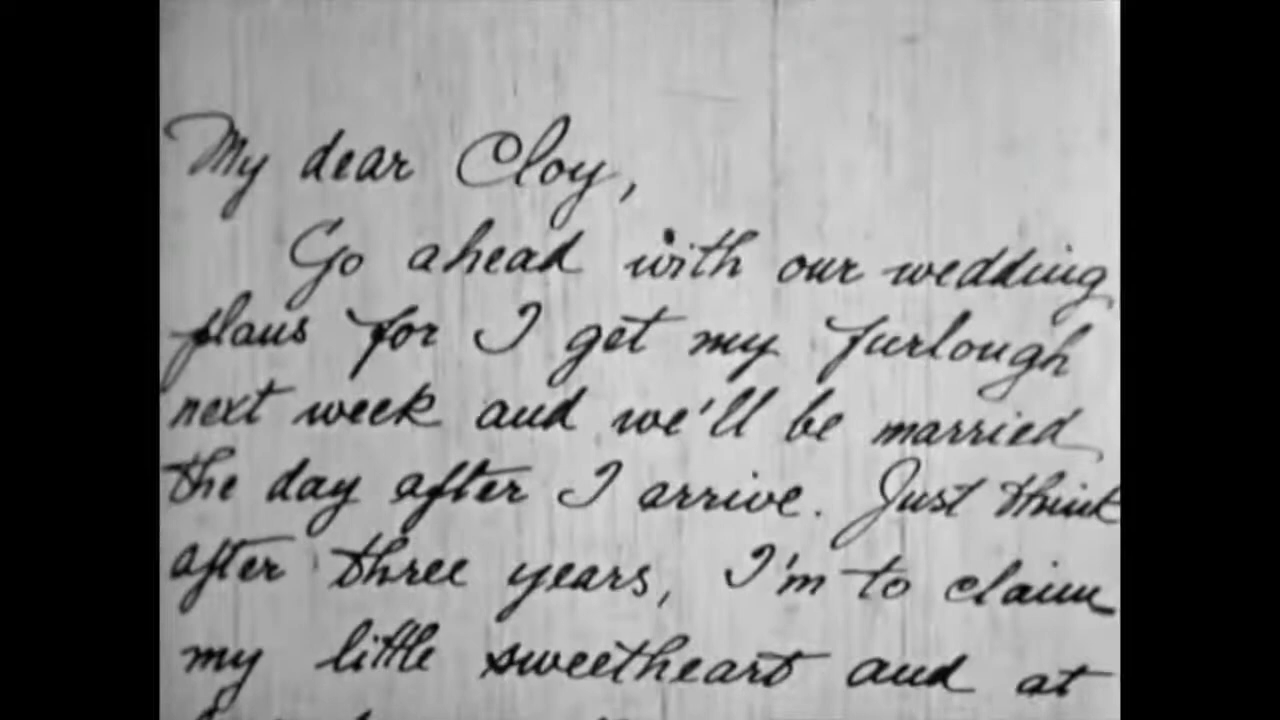 My dear Cloy,
Go ahead with our wedding
plans for I get my furlough
next week and we'll be married
the day after I arrive. Just think
after three years, I'm to claim
my little sweetheart and at